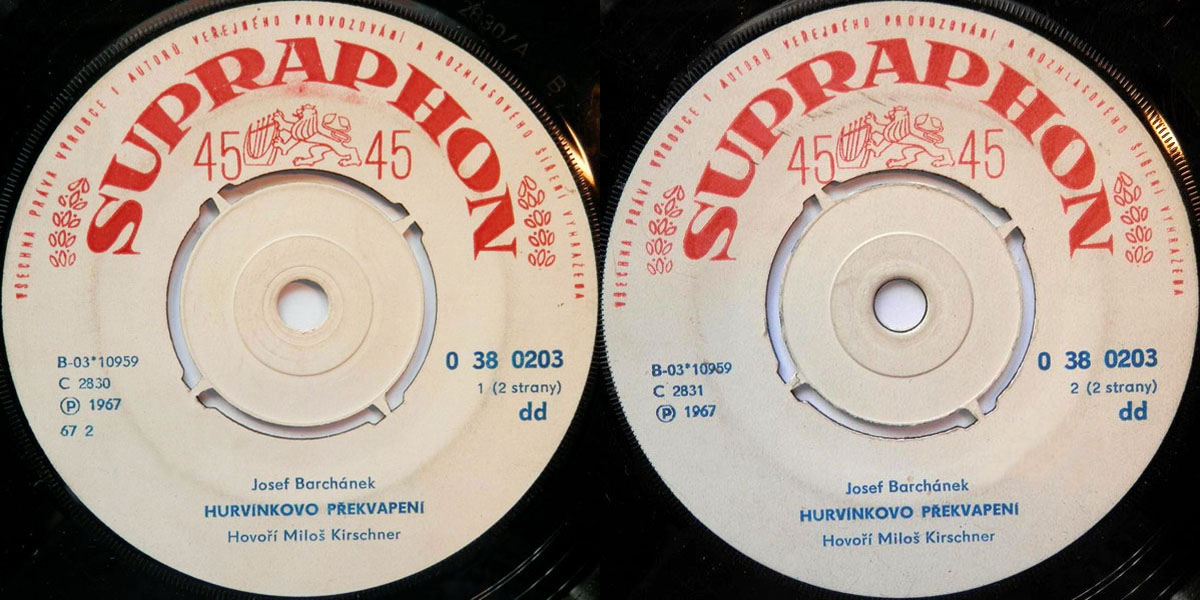 VŠECHNA PRÁVA VÝROBCE I AUTORŮ VEŘEJNÉHO PROVOZOVÁNÍ A ROZHLASOVÉHO ŠÍŘENÍ VYHRAŽENA
SUPRAPHON
45 45
B-03*10959
C 2830
Ⓟ 1967
67 2
0 38 0203
1 (2 strany)
dd
Josef Barchánek
HURVÍNKOVO PŘEKVAPENÍ
Hovoří Miloš Kirschner
2830/A
VŠECHNA PRÁVA VÝROBCE I AUTORŮ VEŘEJNÉHO PROVOZOVÁNÍ A ROZHLASOVÉHO ŠÍŘENÍ VYHRAŽENA
SUPRAPHON
45 45
B-03*10959
C 2831
Ⓟ 1967
0 38 0203
2 (2 strany)
dd
Josef Barchánek
HURVÍNKOVO PŘEKVAPENÍ
Hovoří Miloš Kirschner